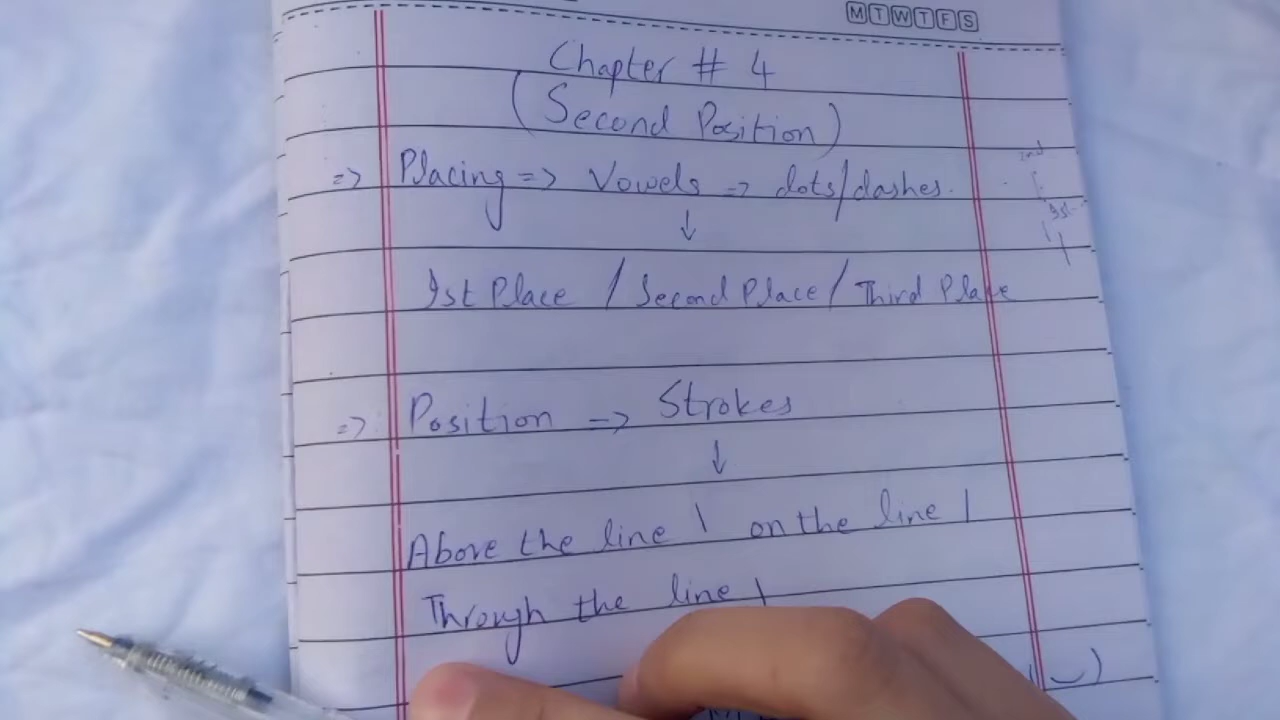 M T W T F S
Chapter # 4
(Second Position)
=> Placing => Vowels => dots/dashes.
↓
1st Place / Second Place / Third Place
=> Position -> Strokes
↓
Above the line \ on the line |
Through the line \